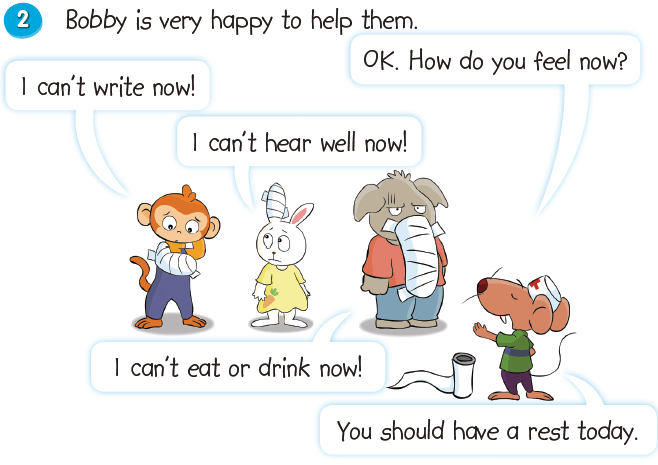 2 Bobby is very happy to help them.
OK. How do you feel now?
I can't write now!
I can't hear well now!
I can't eat or drink now!
You should have a rest today.